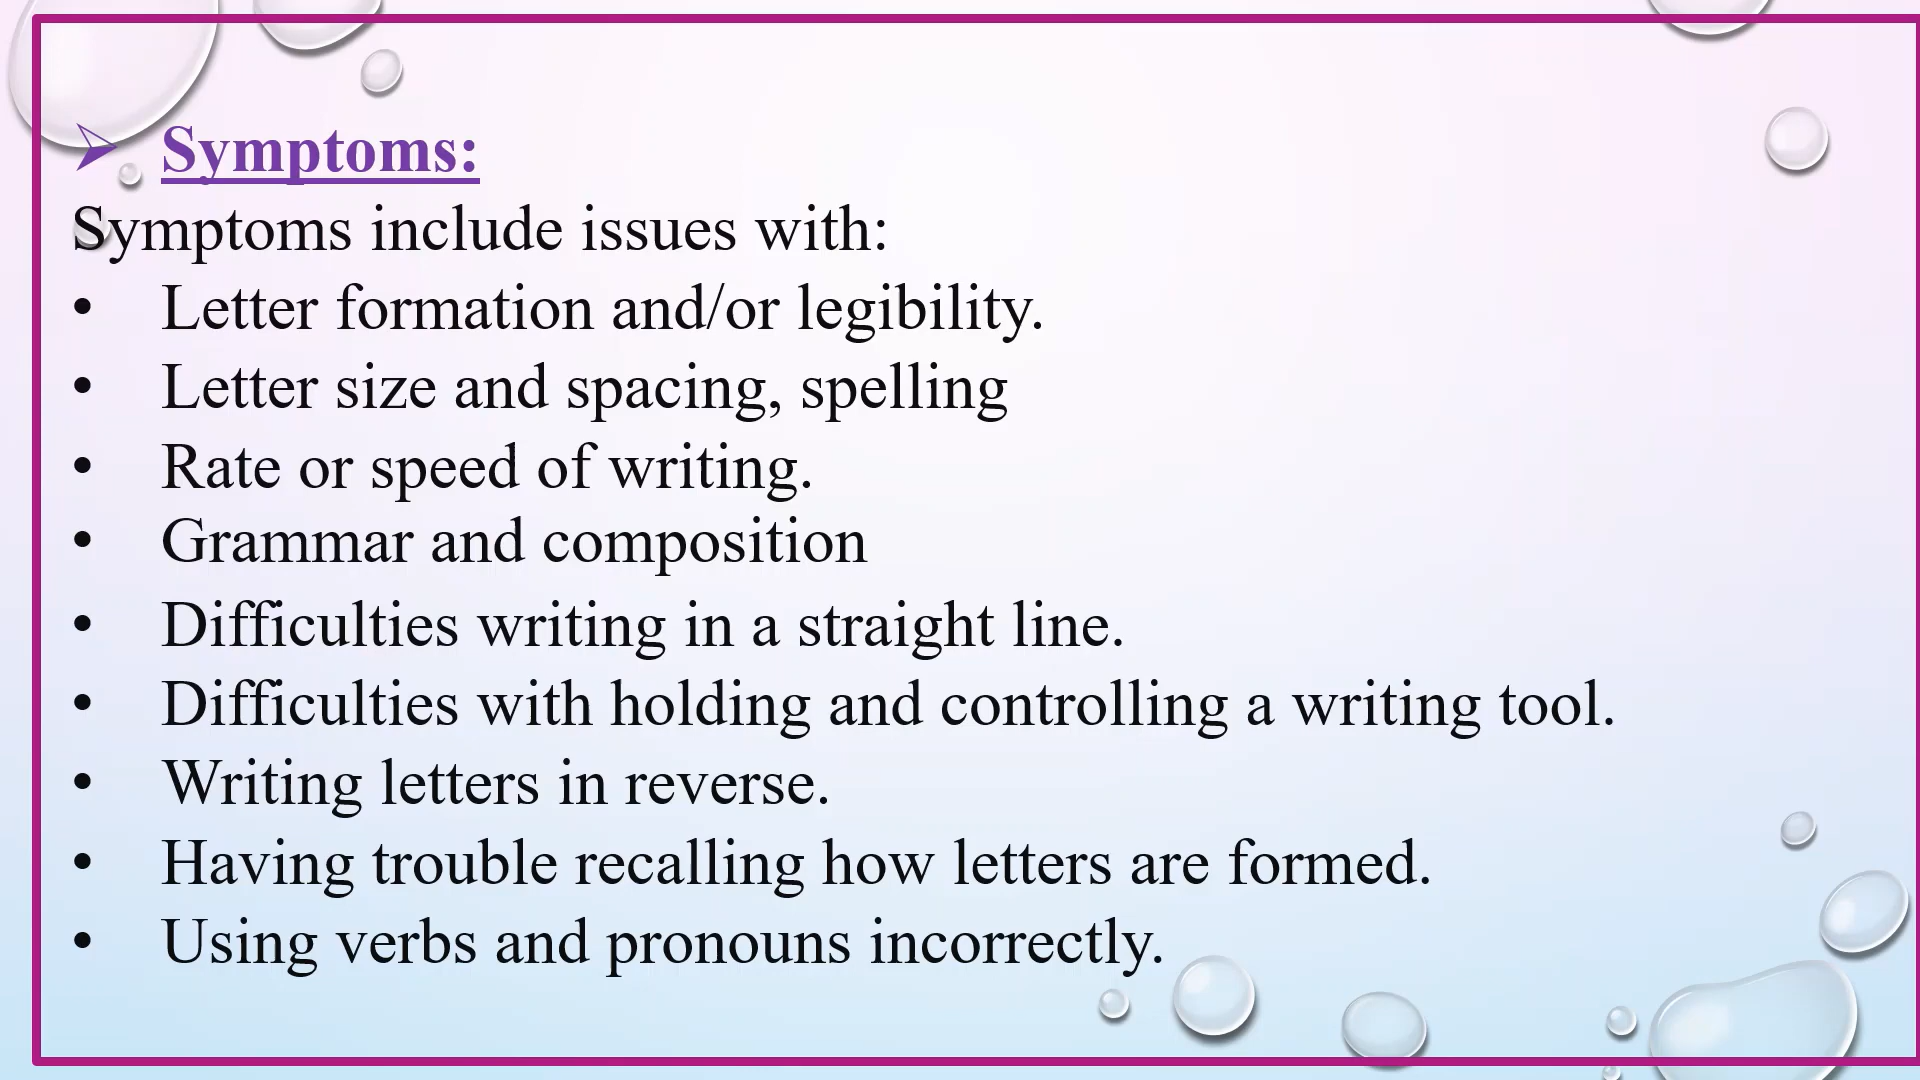 ➢ Symptoms:
Symptoms include issues with:
• Letter formation and/or legibility.
• Letter size and spacing, spelling
• Rate or speed of writing.
• Grammar and composition
• Difficulties writing in a straight line.
• Difficulties with holding and controlling a writing tool.
• Writing letters in reverse.
• Having trouble recalling how letters are formed.
• Using verbs and pronouns incorrectly.